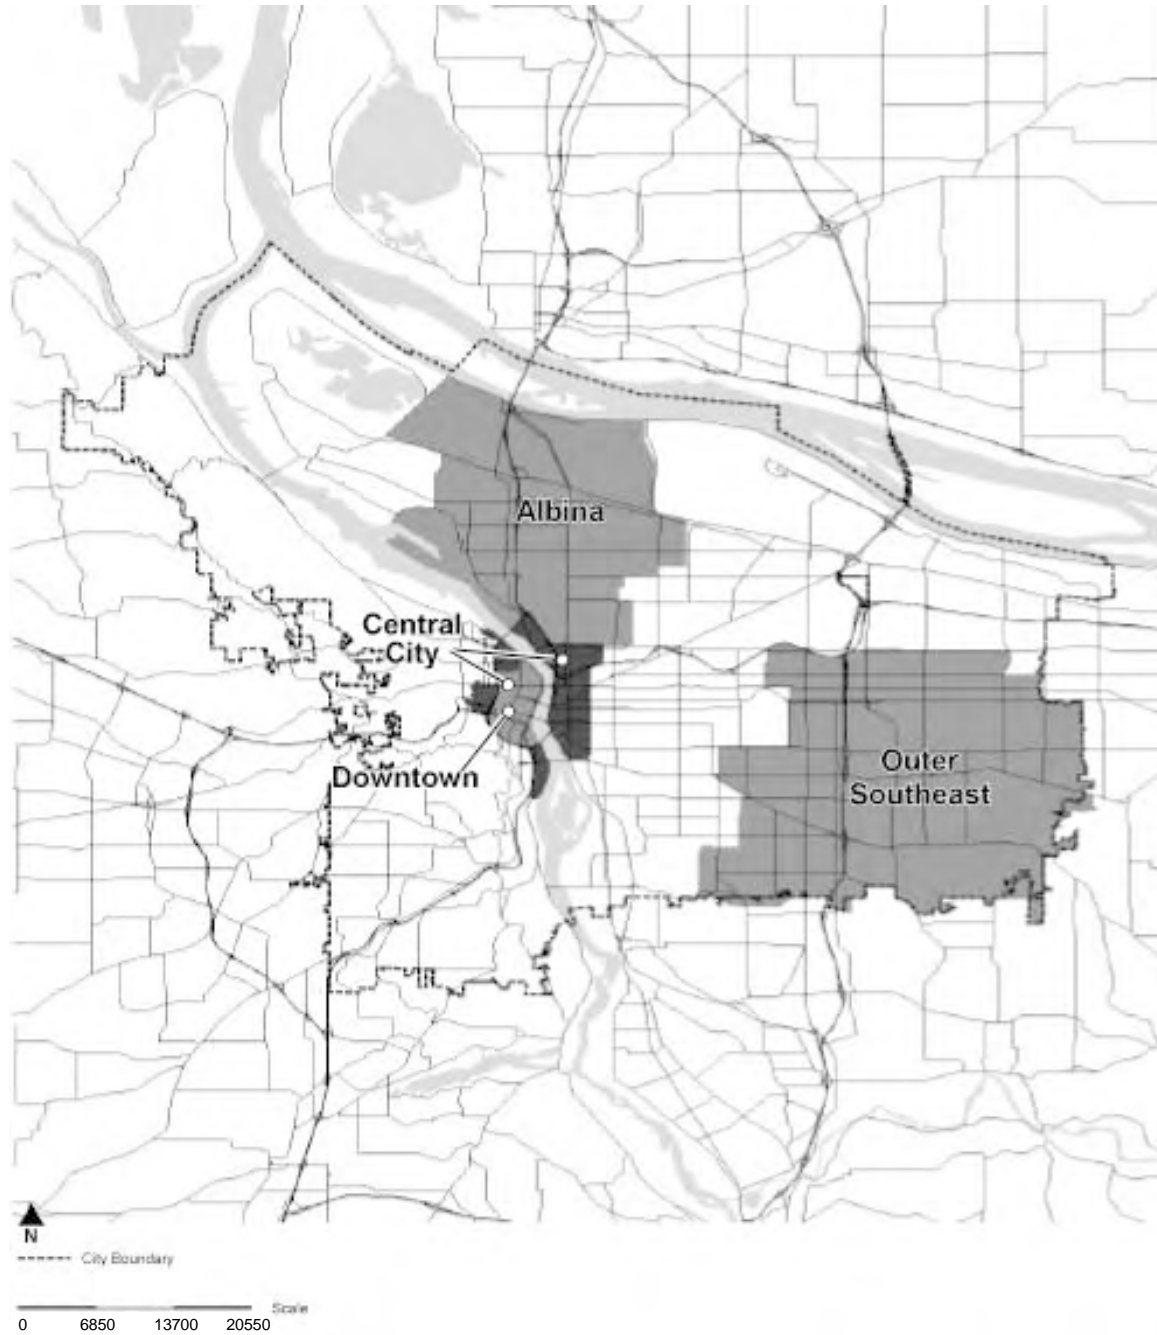 Albina
Central
City
Downtown
Outer
Southeast
N
City Boundary
Scale
0 6850 13700 20550